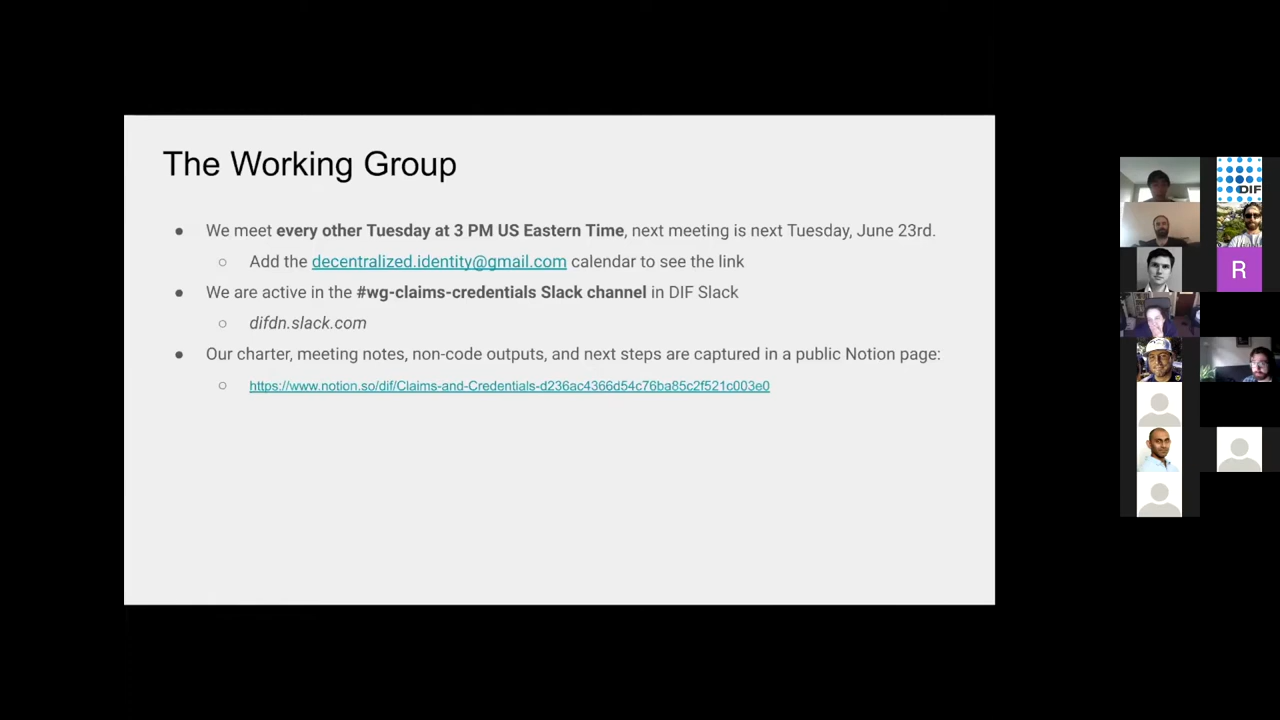 The Working Group
● We meet every other Tuesday at 3 PM US Eastern Time, next meeting is next Tuesday, June 23rd.
○ Add the decentralized.identity@gmail.com calendar to see the link
● We are active in the #wg-claims-credentials Slack channel in DIF Slack
○ difdn.slack.com
● Our charter, meeting notes, non-code outputs, and next steps are captured in a public Notion page:
○ https://www.notion.so/dif/Claims-and-Credentials-d236ac4366d54c76ba85c2f521c003e0
DIF
R